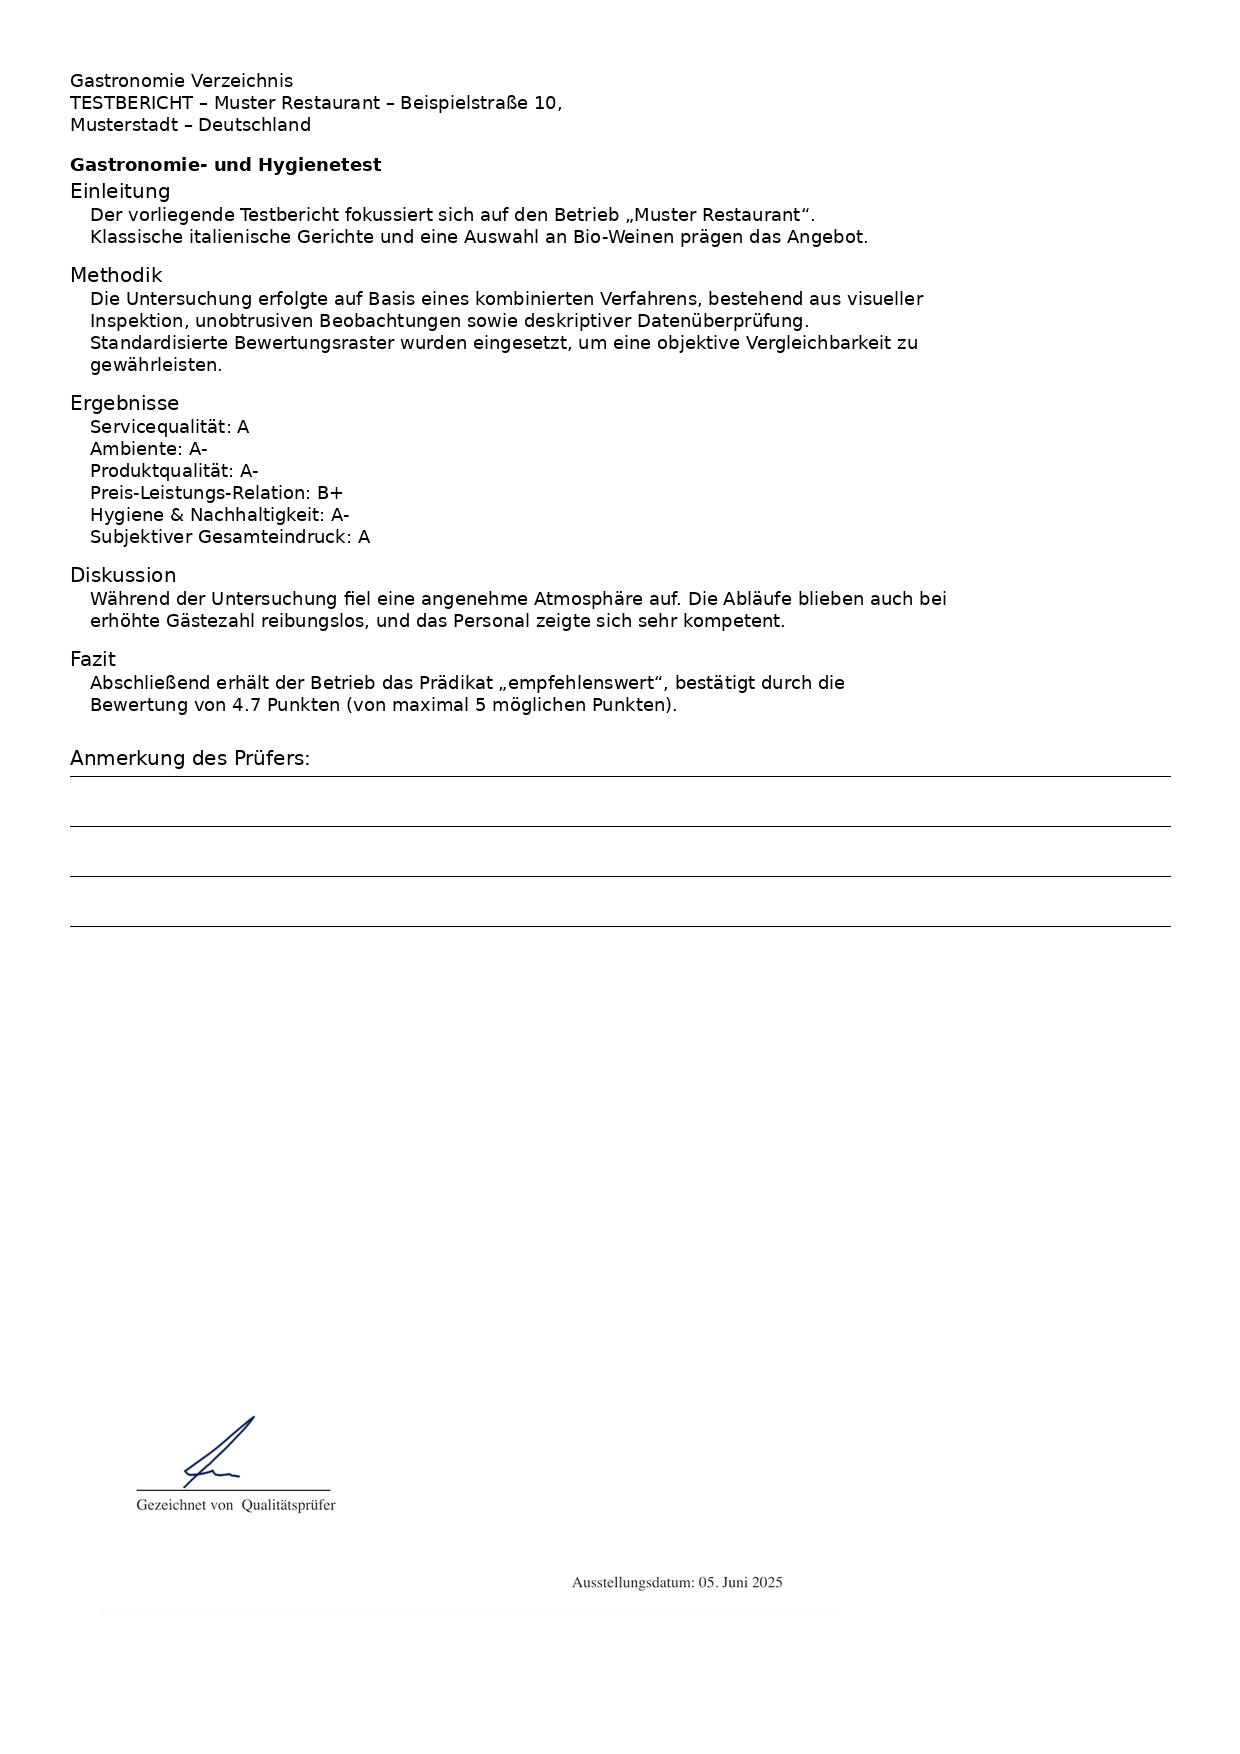 Gastronomie Verzeichnis
TESTBERICHT – Muster Restaurant – Beispielstraße 10,
Musterstadt – Deutschland
Gastronomie- und Hygienetest
Einleitung
Der vorliegende Testbericht fokussiert sich auf den Betrieb „Muster Restaurant“.
Klassische italienische Gerichte und eine Auswahl an Bio-Weinen prägen das Angebot.
Methodik
Die Untersuchung erfolgte auf Basis eines kombinierten Verfahrens, bestehend aus visueller
Inspektion, unobtrusiven Beobachtungen sowie deskriptiver Datenüberprüfung.
Standardisierte Bewertungsraster wurden eingesetzt, um eine objektive Vergleichbarkeit zu
gewährleisten.
Ergebnisse
Servicequalität: A
Ambiente: A-
Produktqualität: A-
Preis-Leistungs-Relation: B+
Hygiene & Nachhaltigkeit: A-
Subjektiver Gesamteindruck: A
Diskussion
Während der Untersuchung fiel eine angenehme Atmosphäre auf. Die Abläufe blieben auch bei
erhöhte Gästezahl reibungslos, und das Personal zeigte sich sehr kompetent.
Fazit
Abschließend erhält der Betrieb das Prädikat „empfehlenswert“, bestätigt durch die
Bewertung von 4.7 Punkten (von maximal 5 möglichen Punkten).
Anmerkung des Prüfers:
Gezeichnet von  Qualitätsprüfer
Ausstellungsdatum: 05. Juni 2025